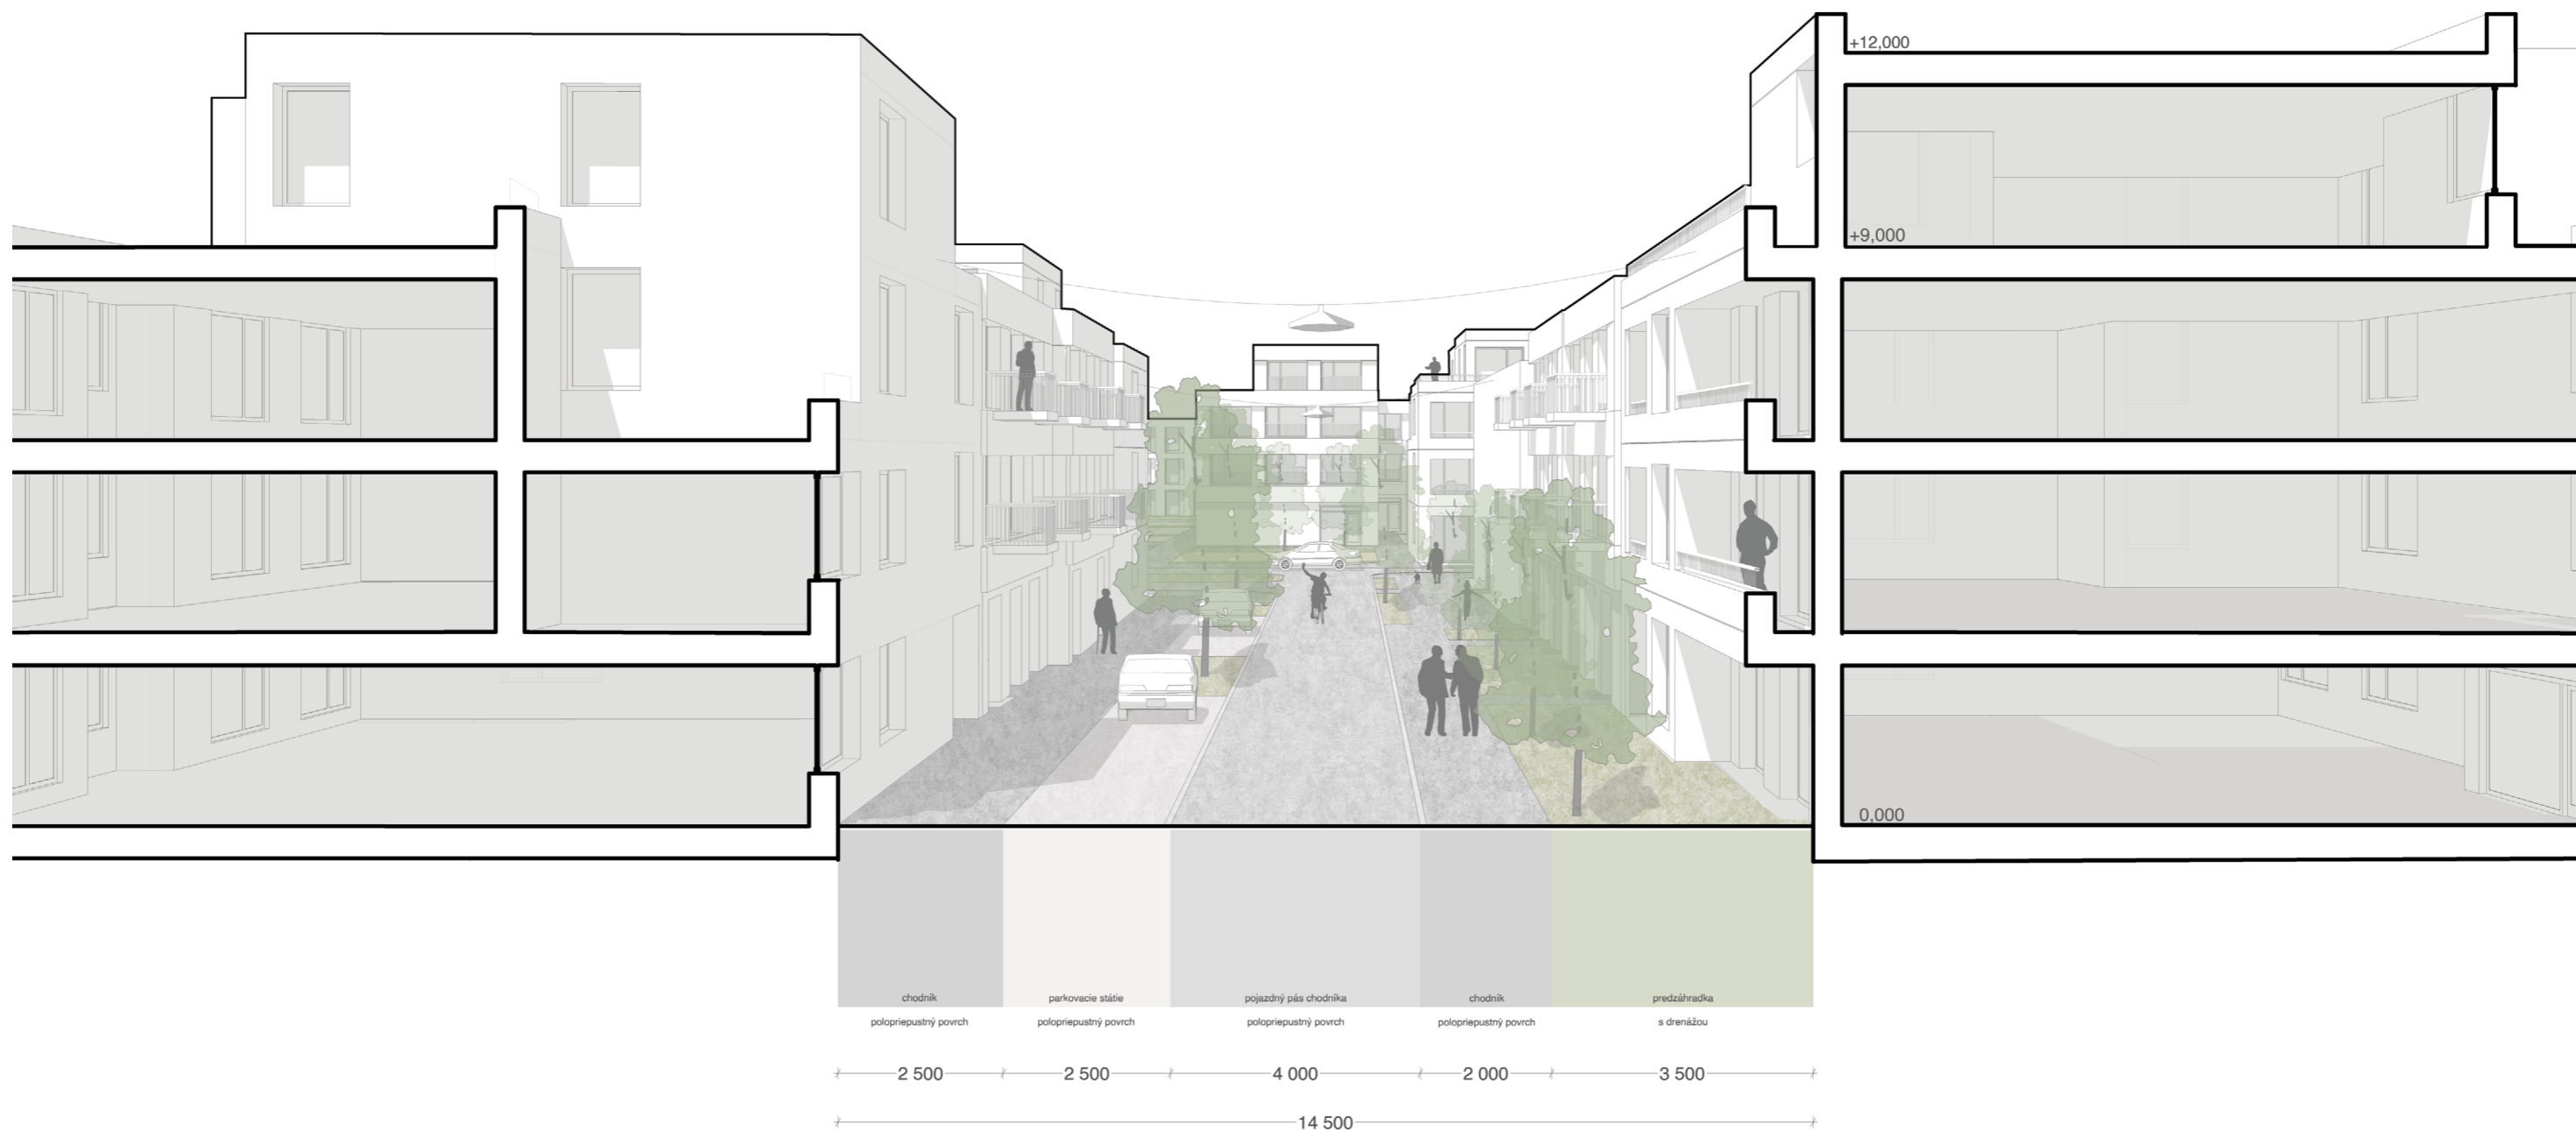 +12,000
+9,000
0,000
chodník parkovacie státie pojazdný pás chodníka chodník predzáhradka
polopriepustný povrch polopriepustný povrch polopriepustný povrch polopriepustný povrch s drenážou
2 500 2 500 4 000 2 000 3 500
14 500